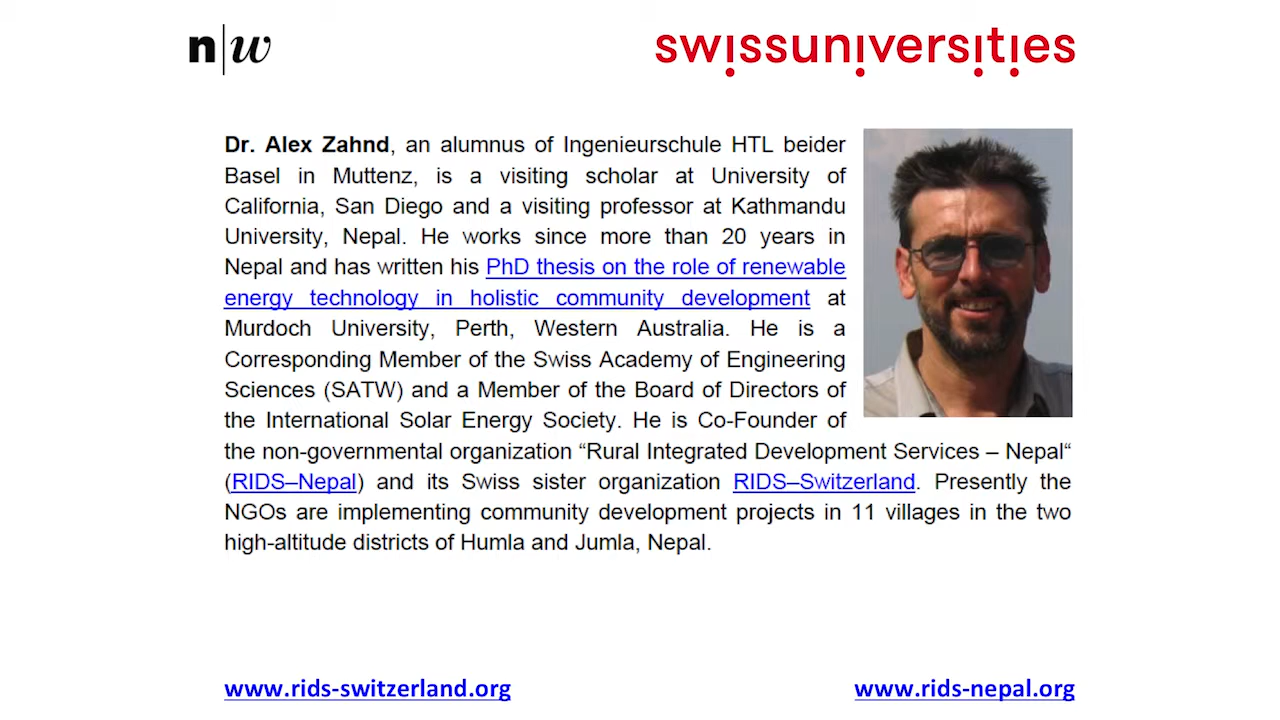 n|w
swissuniversities
Dr. Alex Zahnd, an alumnus of Ingenieurschule HTL beider
Basel in Muttenz, is a visiting scholar at University of
California, San Diego and a visiting professor at Kathmandu
University, Nepal. He works since more than 20 years in
Nepal and has written his PhD thesis on the role of renewable
energy technology in holistic community development at
Murdoch University, Perth, Western Australia. He is a
Corresponding Member of the Swiss Academy of Engineering
Sciences (SATW) and a Member of the Board of Directors of
the International Solar Energy Society. He is Co-Founder of
the non-governmental organization “Rural Integrated Development Services – Nepal“
(RIDS–Nepal) and its Swiss sister organization RIDS–Switzerland. Presently the
NGOs are implementing community development projects in 11 villages in the two
high-altitude districts of Humla and Jumla, Nepal.
www.rids-switzerland.org
www.rids-nepal.org